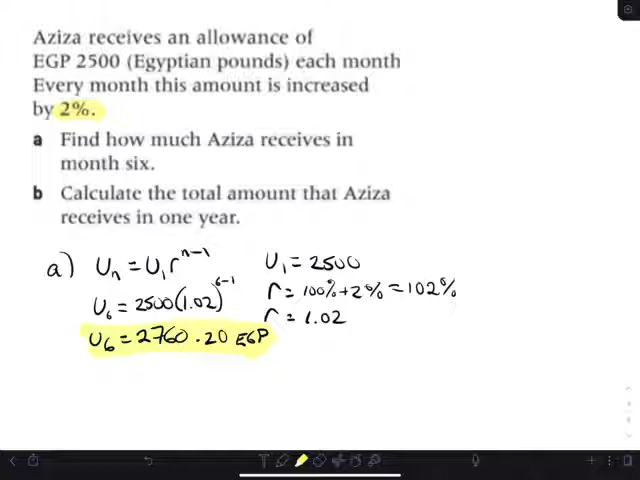 Aziza receives an allowance of
EGP 2500 (Egyptian pounds) each month
Every month this amount is increased
by 2%.
a Find how much Aziza receives in
month six.
b Calculate the total amount that Aziza
receives in one year.
a) Uₙ = U₁rⁿ⁻¹
U₁ = 2500
U₆ = 2500(1.02)⁶⁻¹
r = 100% + 2% = 102%
r = 1.02
U₆ = 2760.20 EGP